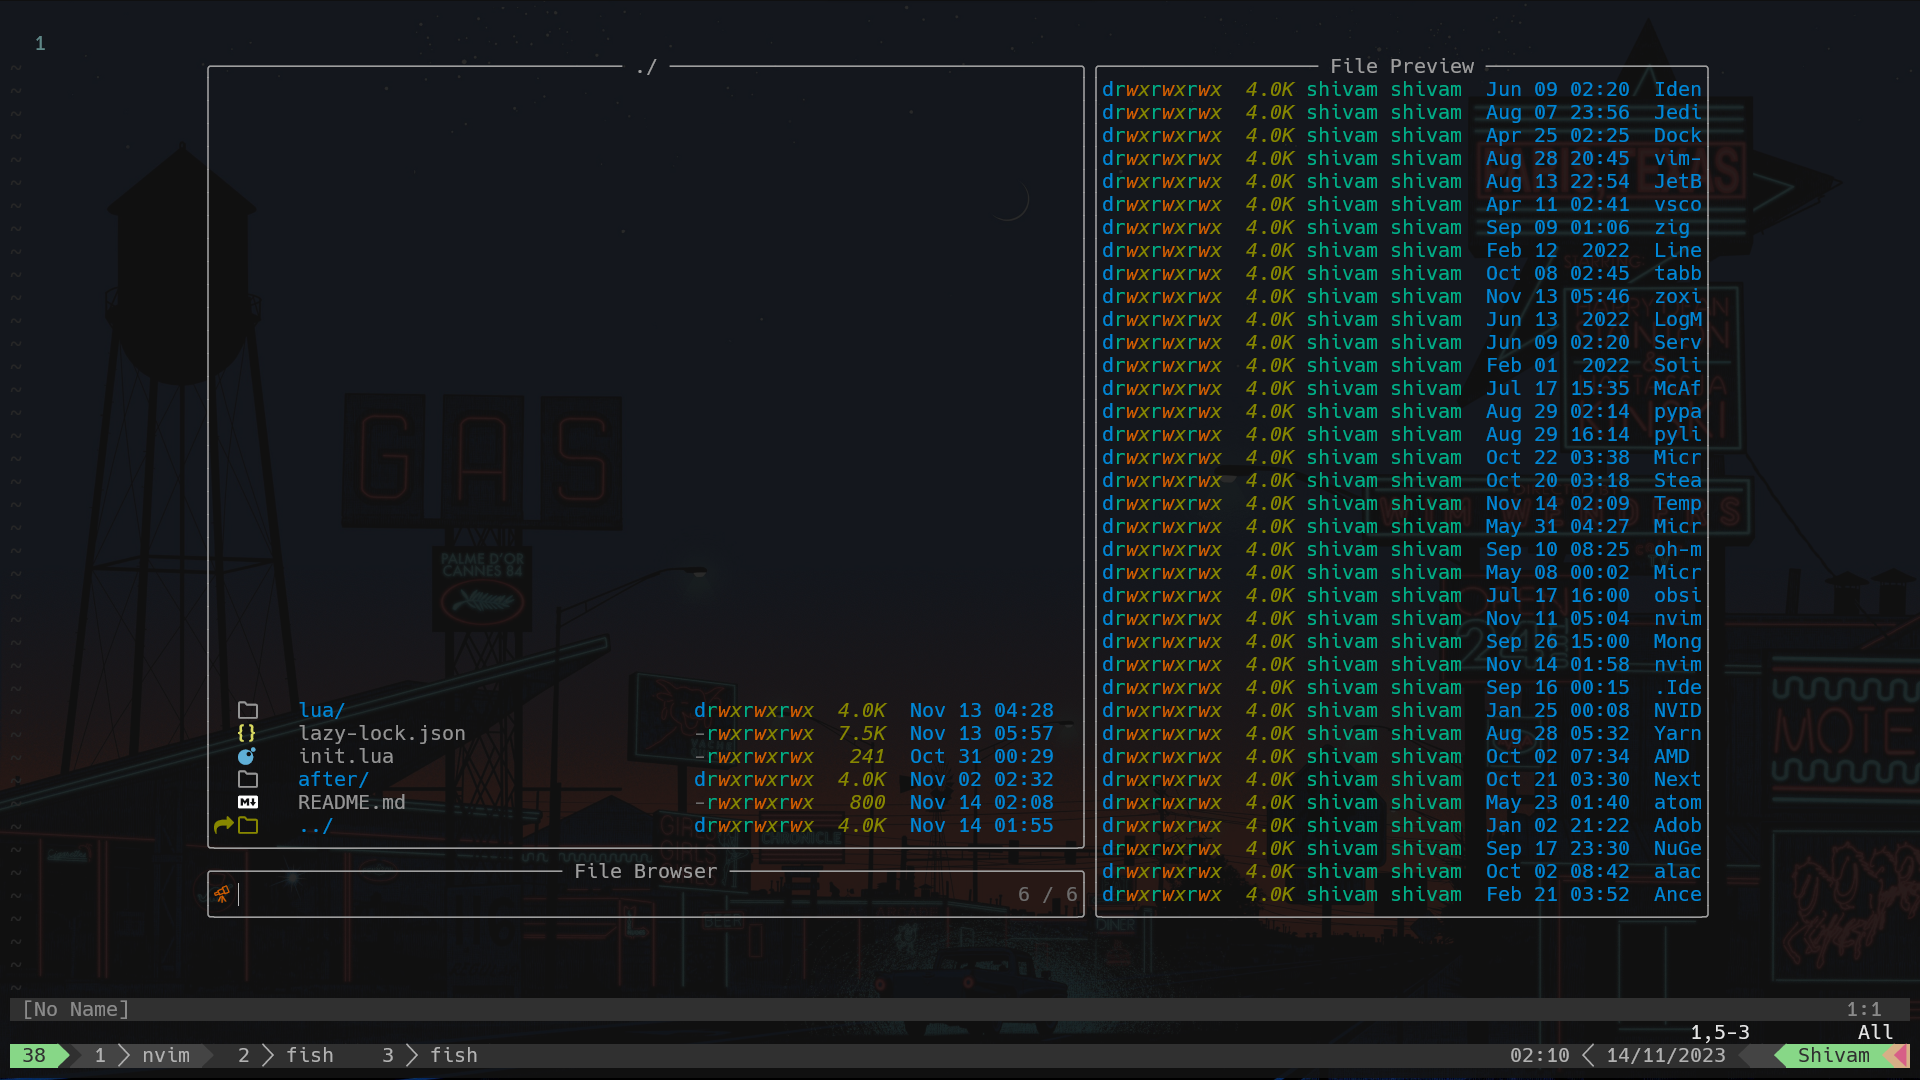 1
./
lua/ drwxrwxrwx 4.0K Nov 13 04:28
lazy-lock.json -rwxrwxrwx 7.5K Nov 13 05:57
init.lua -rwxrwxrwx 241 Oct 31 00:29
after/ drwxrwxrwx 4.0K Nov 02 02:32
README.md -rwxrwxrwx 800 Nov 14 02:08
../ drwxrwxrwx 4.0K Nov 14 01:55
File Browser
6 / 6
File Preview
drwxrwxrwx 4.0K shivam shivam Jun 09 02:20 Iden
drwxrwxrwx 4.0K shivam shivam Aug 07 23:56 Jedi
drwxrwxrwx 4.0K shivam shivam Apr 25 02:25 Dock
drwxrwxrwx 4.0K shivam shivam Aug 28 20:45 vim-
drwxrwxrwx 4.0K shivam shivam Aug 13 22:54 JetB
drwxrwxrwx 4.0K shivam shivam Apr 11 02:41 vsco
drwxrwxrwx 4.0K shivam shivam Sep 09 01:06 zig
drwxrwxrwx 4.0K shivam shivam Feb 12 2022 Line
drwxrwxrwx 4.0K shivam shivam Oct 08 02:45 tabb
drwxrwxrwx 4.0K shivam shivam Nov 13 05:46 zoxi
drwxrwxrwx 4.0K shivam shivam Jun 13 2022 LogM
drwxrwxrwx 4.0K shivam shivam Jun 09 02:20 Serv
drwxrwxrwx 4.0K shivam shivam Feb 01 2022 Soli
drwxrwxrwx 4.0K shivam shivam Jul 17 15:35 McAf
drwxrwxrwx 4.0K shivam shivam Aug 29 02:14 pypa
drwxrwxrwx 4.0K shivam shivam Aug 29 16:14 pyli
drwxrwxrwx 4.0K shivam shivam Oct 22 03:38 Micr
drwxrwxrwx 4.0K shivam shivam Oct 20 03:18 Stea
drwxrwxrwx 4.0K shivam shivam Nov 14 02:09 Temp
drwxrwxrwx 4.0K shivam shivam May 31 04:27 Micr
drwxrwxrwx 4.0K shivam shivam Sep 10 08:25 oh-m
drwxrwxrwx 4.0K shivam shivam May 08 00:02 Micr
drwxrwxrwx 4.0K shivam shivam Jul 17 16:00 obsi
drwxrwxrwx 4.0K shivam shivam Nov 11 05:04 nvim
drwxrwxrwx 4.0K shivam shivam Sep 26 15:00 Mong
drwxrwxrwx 4.0K shivam shivam Nov 14 01:58 nvim
drwxrwxrwx 4.0K shivam shivam Sep 16 00:15 .Ide
drwxrwxrwx 4.0K shivam shivam Jan 25 00:08 NVID
drwxrwxrwx 4.0K shivam shivam Aug 28 05:32 Yarn
drwxrwxrwx 4.0K shivam shivam Oct 02 07:34 AMD
drwxrwxrwx 4.0K shivam shivam Oct 21 03:30 Next
drwxrwxrwx 4.0K shivam shivam May 23 01:40 atom
drwxrwxrwx 4.0K shivam shivam Jan 02 21:22 Adob
drwxrwxrwx 4.0K shivam shivam Sep 17 23:30 NuGe
drwxrwxrwx 4.0K shivam shivam Oct 02 08:42 alac
drwxrwxrwx 4.0K shivam shivam Feb 21 03:52 Ance
GAS
PALME D'OR
CANNES 84
MOTE
BEER
DINER
[No Name] 1:1
1,5-3 All
38 1 nvim 2 fish 3 fish 02:10 14/11/2023 Shivam